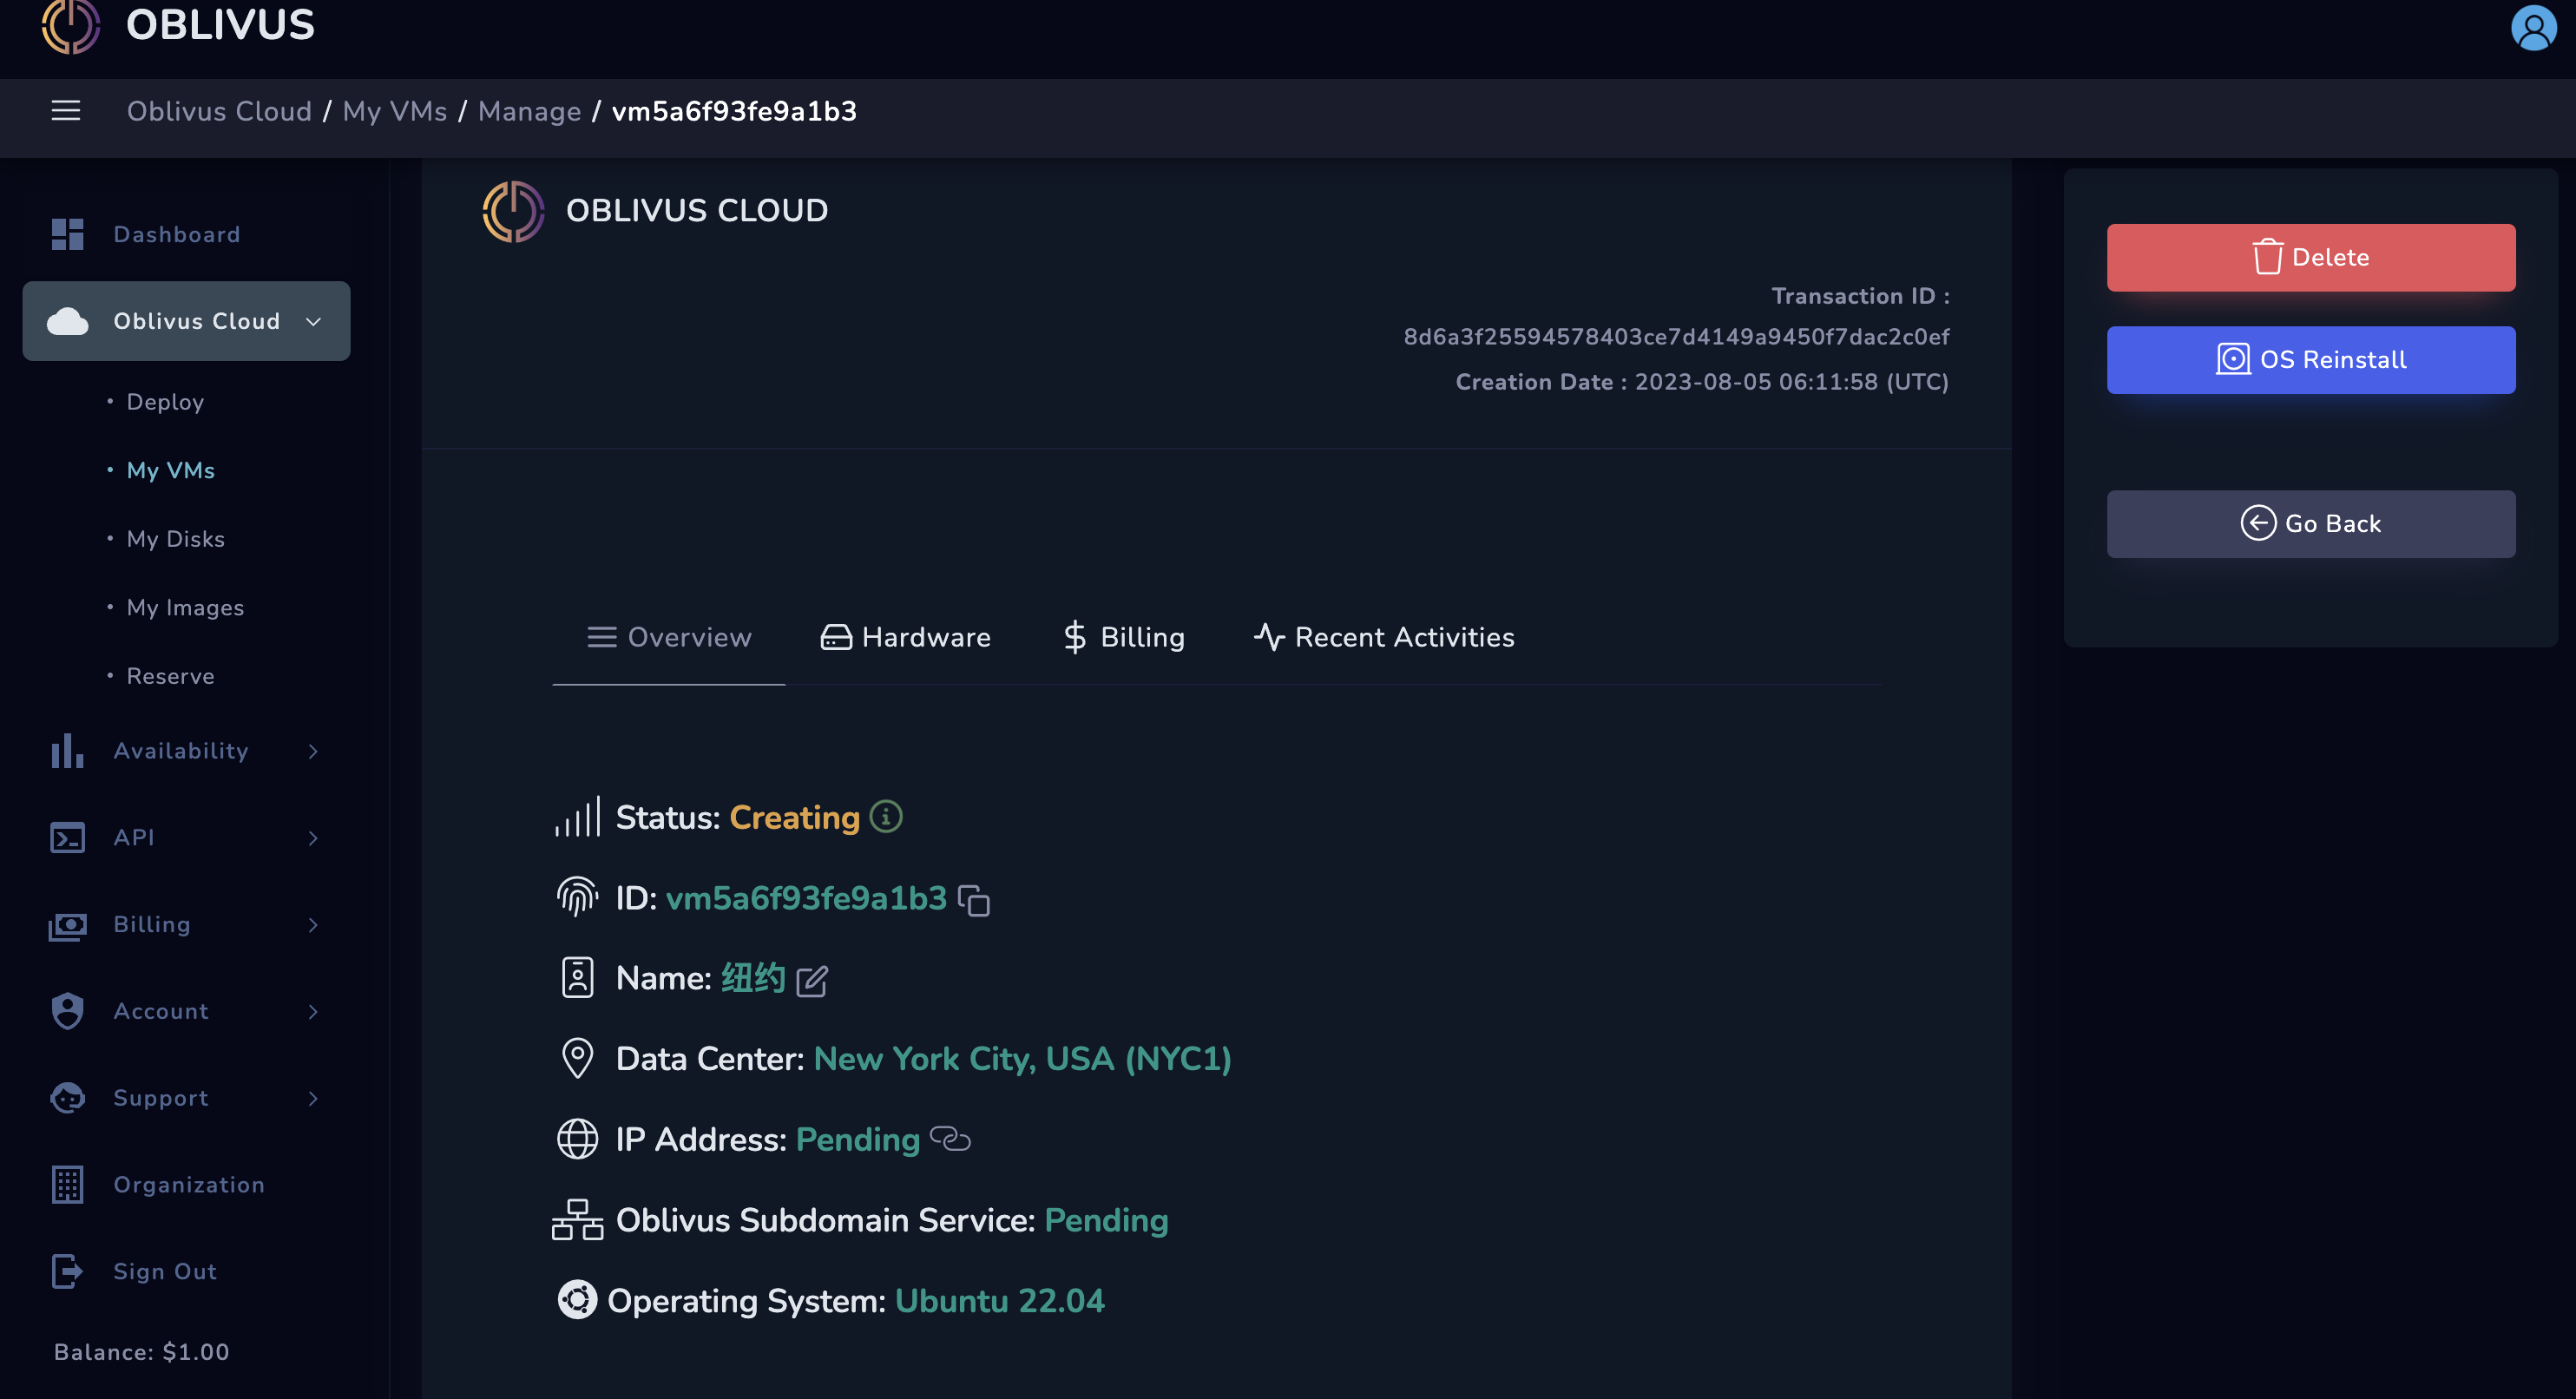 OBLIVUS
Oblivus Cloud / My VMs / Manage / vm5a6f93fe9a1b3
Dashboard
Oblivus Cloud
Deploy
My VMs
My Disks
My Images
Reserve
Availability
API
Billing
Account
Support
Organization
Sign Out
Balance: $1.00
OBLIVUS CLOUD
Transaction ID :
8d6a3f25594578403ce7d4149a9450f7dac2c0ef
Creation Date : 2023-08-05 06:11:58 (UTC)
Overview
Hardware
Billing
Recent Activities
Status: Creating
ID: vm5a6f93fe9a1b3
Name: 纽约
Data Center: New York City, USA (NYC1)
IP Address: Pending
Oblivus Subdomain Service: Pending
Operating System: Ubuntu 22.04
Delete
OS Reinstall
Go Back